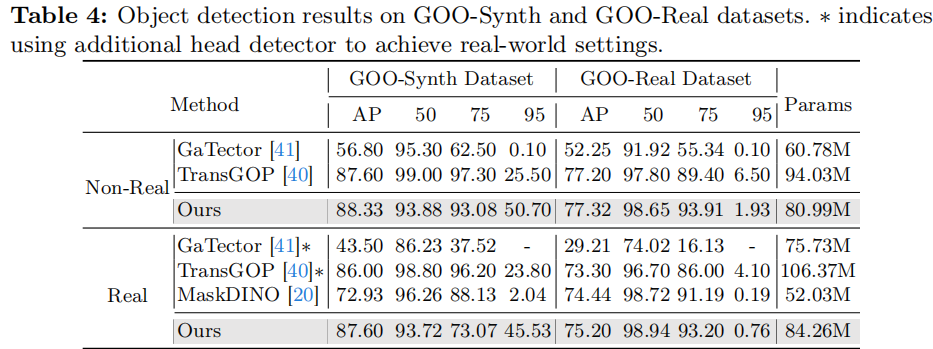 Table 4: Object detection results on GOO-Synth and GOO-Real datasets. * indicates
using additional head detector to achieve real-world settings.
Method GOO-Synth Dataset GOO-Real Dataset Params
AP 50 75 95 AP 50 75 95
Non-Real
GaTector [41] 56.80 95.30 62.50 0.10 52.25 91.92 55.34 0.10 60.78M
TransGOP [40] 87.60 99.00 97.30 25.50 77.20 97.80 89.40 6.50 94.03M
Ours 88.33 93.88 93.08 50.70 77.32 98.65 93.91 1.93 80.99M
Real
GaTector [41]* 43.50 86.23 37.52 - 29.21 74.02 16.13 - 75.73M
TransGOP [40]* 86.00 98.80 96.20 23.80 73.30 96.70 86.00 4.10 106.37M
MaskDINO [20] 72.93 96.26 88.13 2.04 74.44 98.72 91.19 0.19 52.03M
Ours 87.60 93.72 73.07 45.53 75.20 98.94 93.20 0.76 84.26M